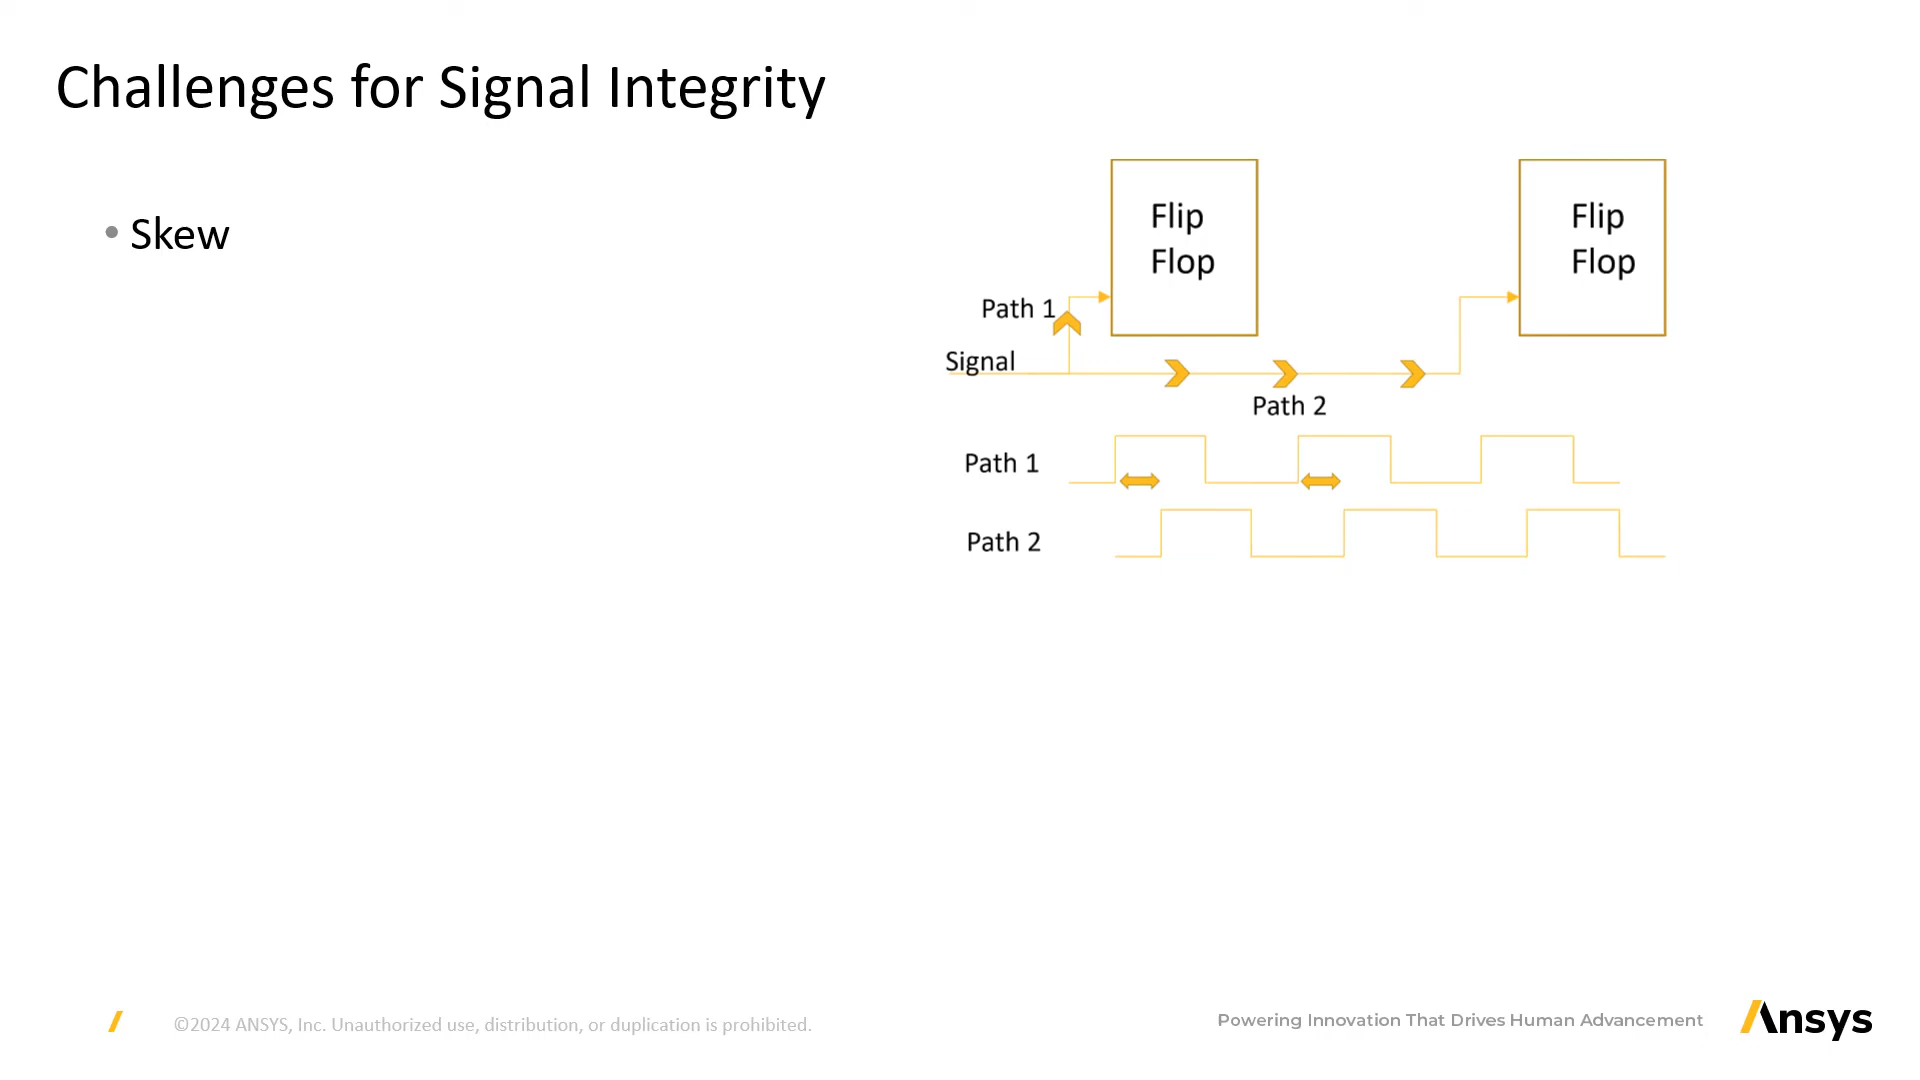 Challenges for Signal Integrity
• Skew
Flip
Flop
Flip
Flop
Path 1
Signal
Path 2
Path 1
Path 2
©2024 ANSYS, Inc. Unauthorized use, distribution, or duplication is prohibited.
Powering Innovation That Drives Human Advancement
Ansys